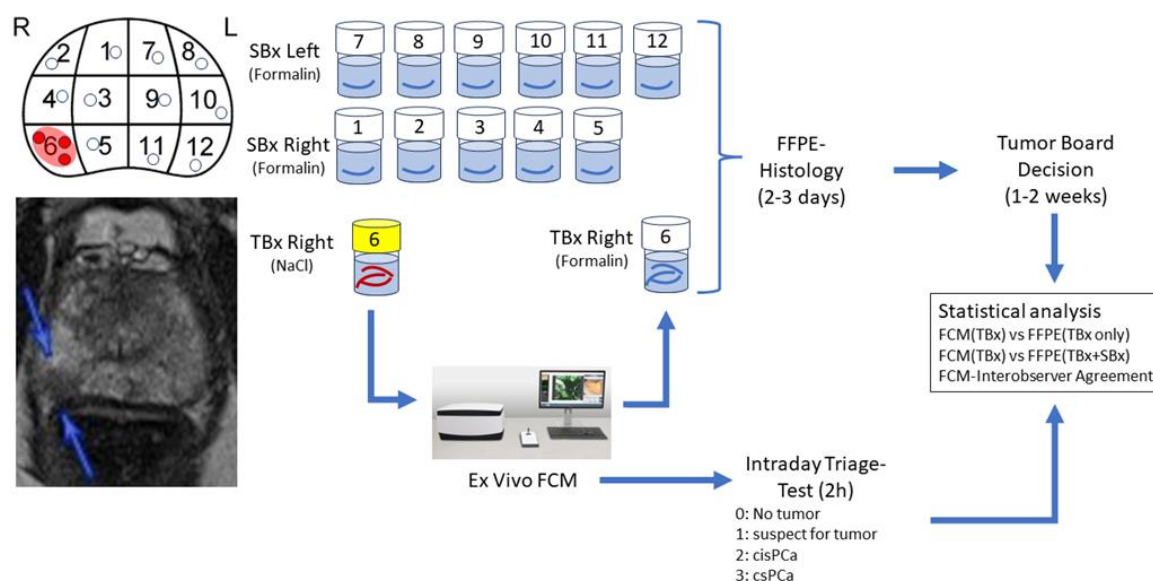 R
L
2
1
7
8
4
3
9
10
6
5
11
12
SBx Left
(Formalin)
7
8
9
10
11
12
SBx Right
(Formalin)
1
2
3
4
5
TBx Right
(NaCl)
6
TBx Right
(Formalin)
6
FFPE-
Histology
(2-3 days)
Tumor Board
Decision
(1-2 weeks)
Ex Vivo FCM
Intraday Triage-
Test (2h)
0: No tumor
1: suspect for tumor
2: cisPCa
3: csPCa
Statistical analysis
FCM(TBx) vs FFPE(TBx only)
FCM(TBx) vs FFPE(TBx+SBx)
FCM-Interobserver Agreement